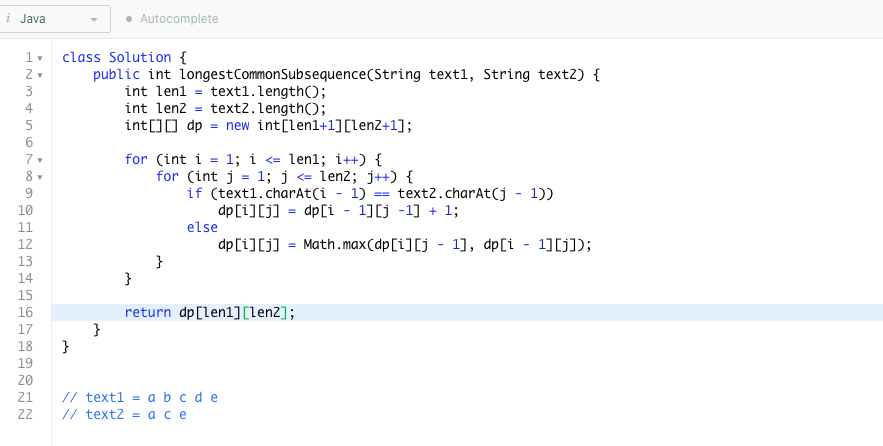 i Java Autocomplete
1 class Solution {
2 public int longestCommonSubsequence(String text1, String text2) {
3 int len1 = text1.length();
4 int len2 = text2.length();
5 int[][] dp = new int[len1+1][len2+1];
6
7 for (int i = 1; i <= len1; i++) {
8 for (int j = 1; j <= len2; j++) {
9 if (text1.charAt(i - 1) == text2.charAt(j - 1))
10 dp[i][j] = dp[i - 1][j -1] + 1;
11 else
12 dp[i][j] = Math.max(dp[i][j - 1], dp[i - 1][j]);
13 }
14 }
15
16 return dp[len1][len2];
17 }
18 }
19
20
21 // text1 = a b c d e
22 // text2 = a c e